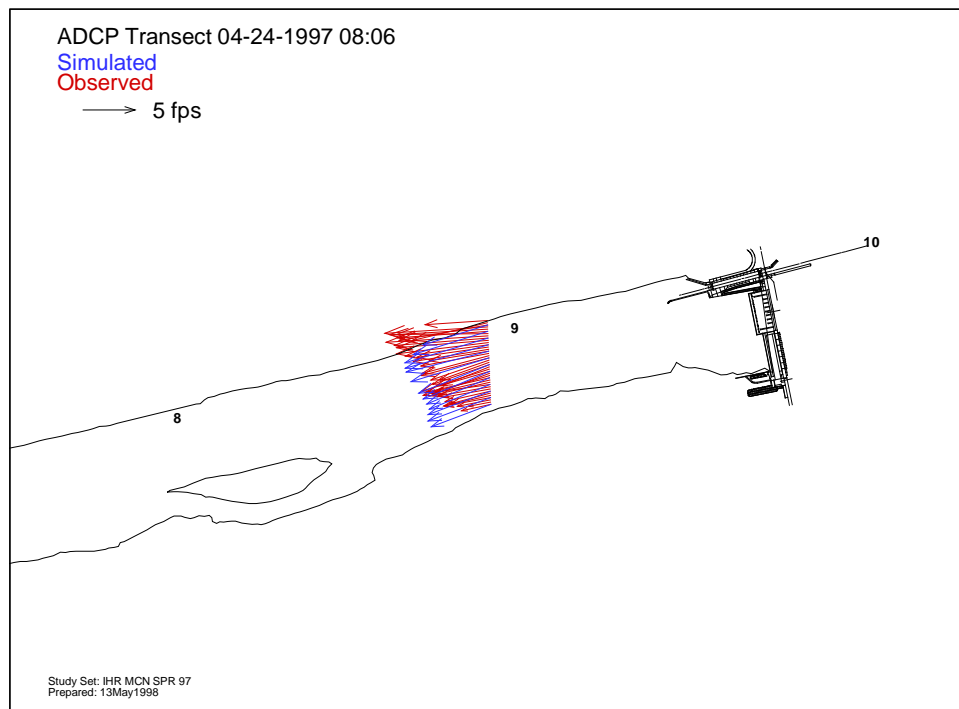 ADCP Transect 04-24-1997 08:06
Simulated
Observed
5 fps
10
9
8
Study Set: IHR MCN SPR 97
Prepared: 13May1998